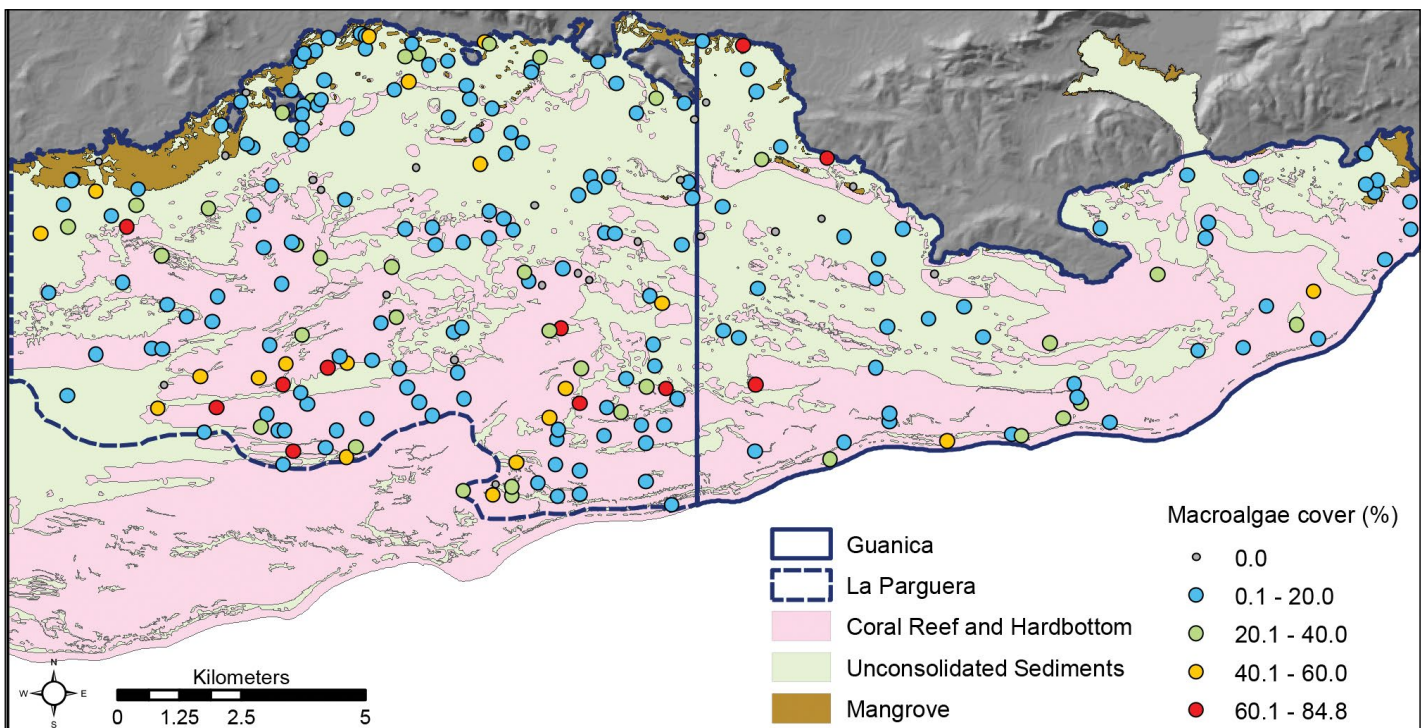 Guanica
La Parguera
Coral Reef and Hardbottom
Unconsolidated Sediments
Mangrove
Macroalgae cover (%)
0.0
0.1 - 20.0
20.1 - 40.0
40.1 - 60.0
60.1 - 84.8
N
W E
S
Kilometers
0 1.25 2.5 5